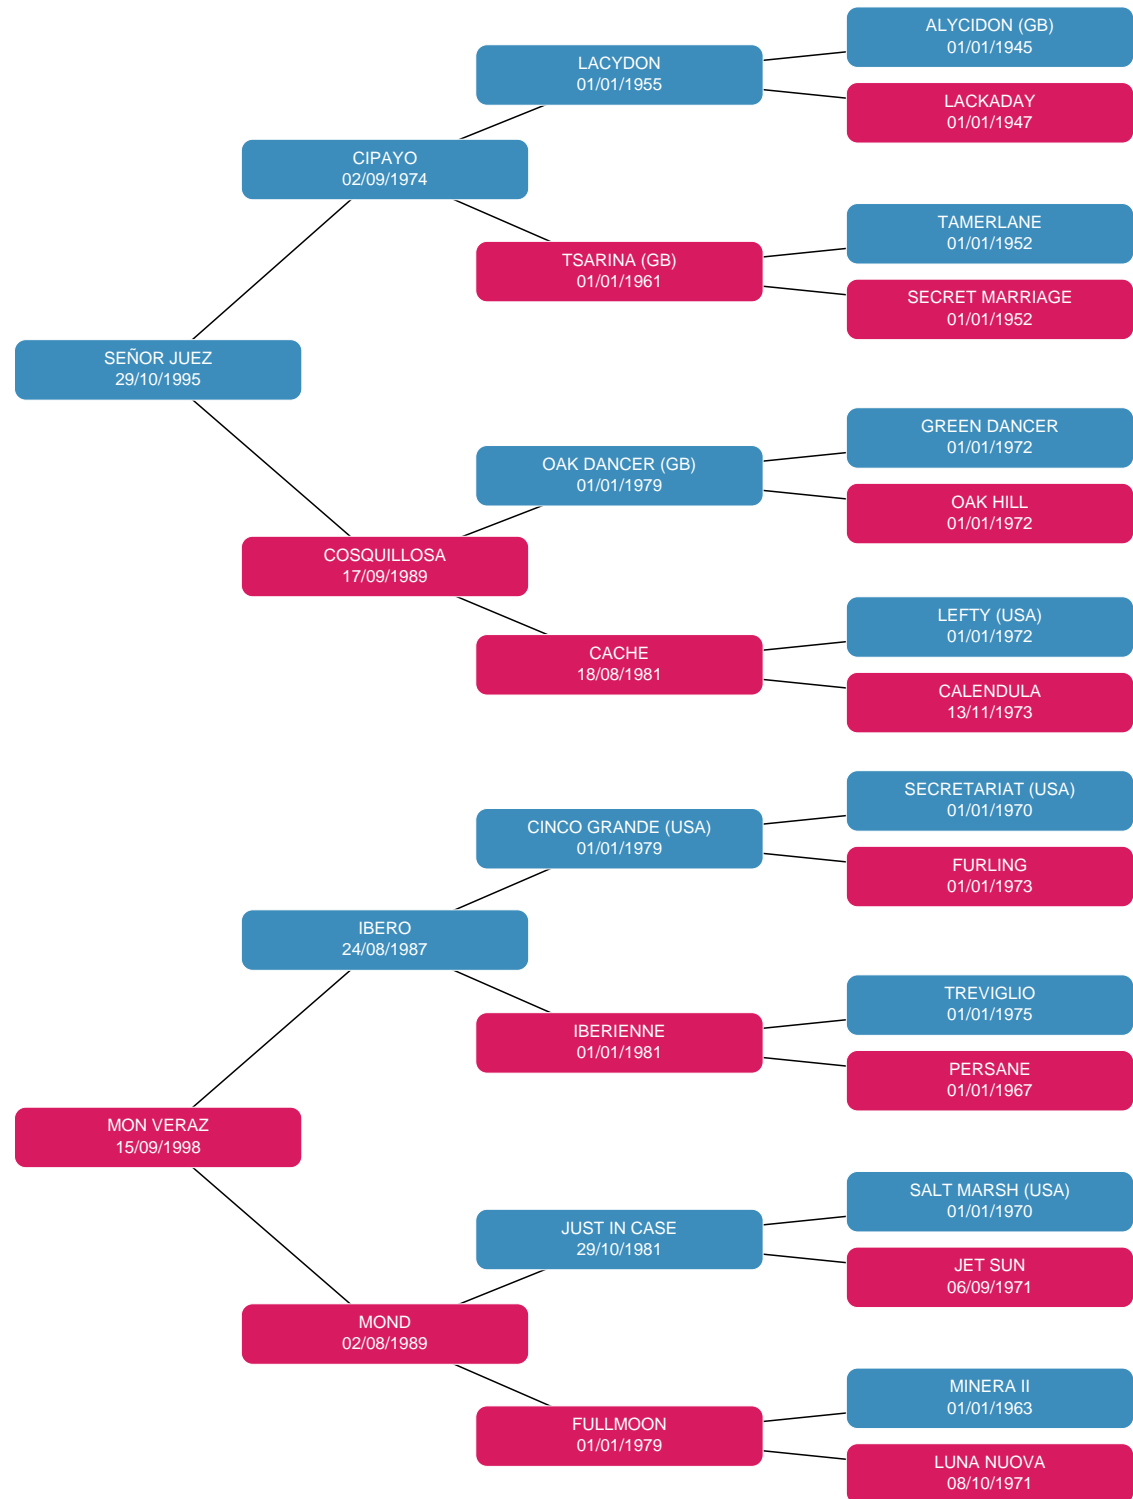 ALYCIDON (GB)
01/01/1945
LACYDON
01/01/1955
LACKADAY
01/01/1947
CIPAYO
02/09/1974
TAMERLANE
01/01/1952
TSARINA (GB)
01/01/1961
SECRET MARRIAGE
01/01/1952
SEÑOR JUEZ
29/10/1995
GREEN DANCER
01/01/1972
OAK DANCER (GB)
01/01/1979
OAK HILL
01/01/1972
COSQUILLOSA
17/09/1989
LEFTY (USA)
01/01/1972
CACHE
18/08/1981
CALENDULA
13/11/1973
SECRETARIAT (USA)
01/01/1970
CINCO GRANDE (USA)
01/01/1979
FURLING
01/01/1973
IBERO
24/08/1987
TREVIGLIO
01/01/1975
IBERIENNE
01/01/1981
PERSANE
01/01/1967
MON VERAZ
15/09/1998
SALT MARSH (USA)
01/01/1970
JUST IN CASE
29/10/1981
JET SUN
06/09/1971
MOND
02/08/1989
MINERA II
01/01/1963
FULLMOON
01/01/1979
LUNA NUOVA
08/10/1971